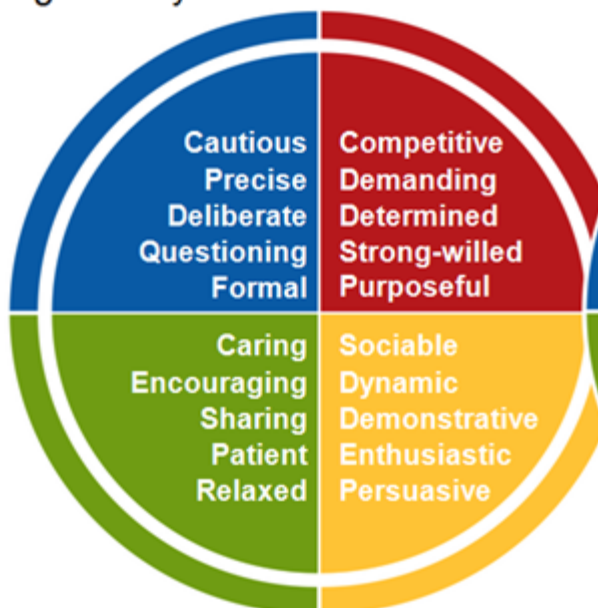 Cautious
Precise
Deliberate
Questioning
Formal
Competitive
Demanding
Determined
Strong-willed
Purposeful
Caring
Encouraging
Sharing
Patient
Relaxed
Sociable
Dynamic
Demonstrative
Enthusiastic
Persuasive